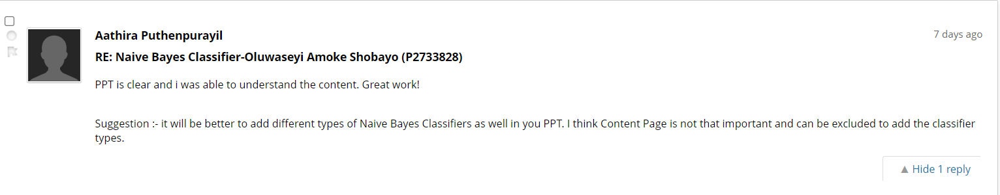 Aathira Puthenpurayil
7 days ago
RE: Naive Bayes Classifier-Oluwaseyi Amoke Shobayo (P2733828)
PPT is clear and i was able to understand the content. Great work!
Suggestion :- it will be better to add different types of Naive Bayes Classifiers as well in you PPT. I think Content Page is not that important and can be excluded to add the classifier
types.
▲ Hide 1 reply